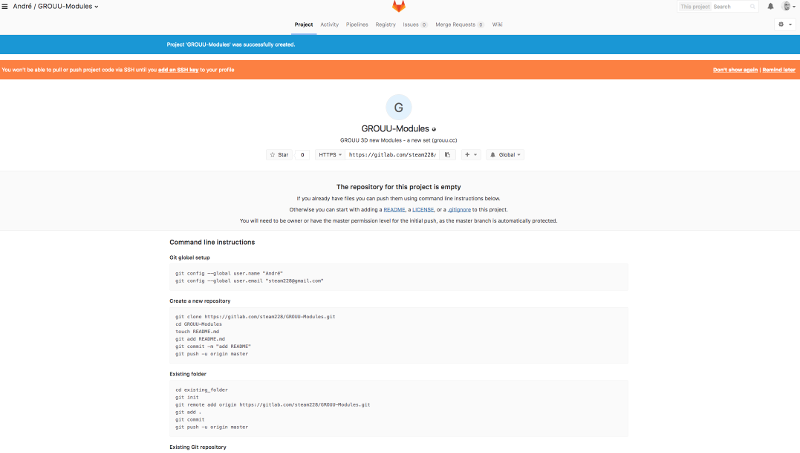 André / GROUU-Modules
This project Search
Project Activity Pipelines Registry Issues 0 Merge Requests 0 Wiki
Project 'GROUU-Modules' was successfully created.
You won't be able to pull or push project code via SSH until you add an SSH key to your profile
Don't show again | Remind later
G
GROUU-Modules
GROUU 3D new Modules - a new set (grouu.cc)
Star 0 HTTPS https://gitlab.com/steam228/ Global
The repository for this project is empty
If you already have files you can push them using command line instructions below.
Otherwise you can start with adding a README, a LICENSE, or a .gitignore to this project.
You will need to be owner or have the master permission level for the initial push, as the master branch is automatically protected.
Command line instructions
Git global setup
git config --global user.name "André"
git config --global user.email "steam228@gmail.com"
Create a new repository
git clone https://gitlab.com/steam228/GROUU-Modules.git
cd GROUU-Modules
touch README.md
git add README.md
git commit -m "add README"
git push -u origin master
Existing folder
cd existing_folder
git init
git remote add origin https://gitlab.com/steam228/GROUU-Modules.git
git add .
git commit
git push -u origin master
Existing Git repository